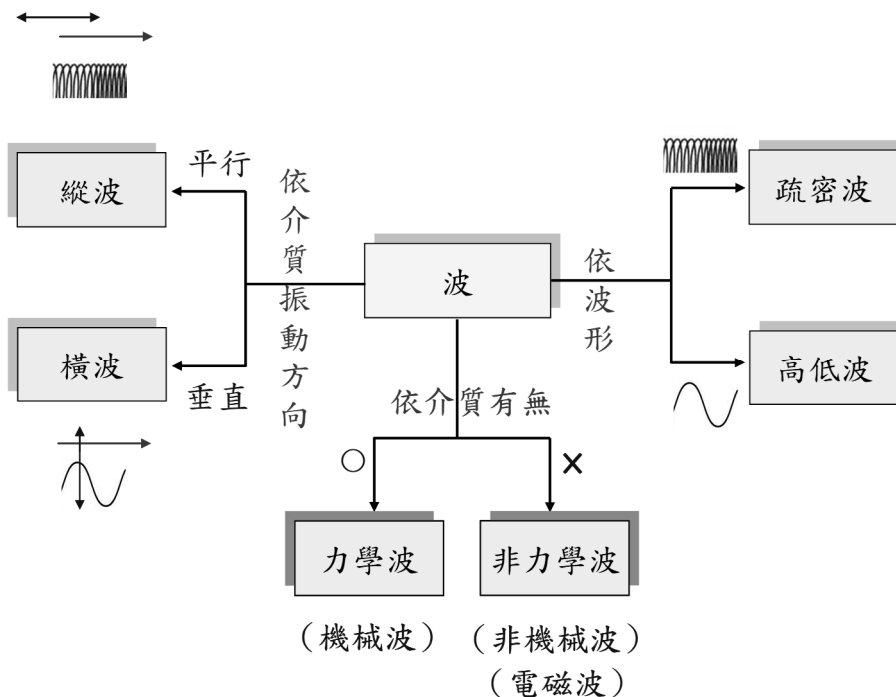 平行
縱波
依介質振動方向
橫波
垂直
波
依波形
疏密波
高低波
依介質有無
○
×
力學波
非力學波
（機械波）
（非機械波）
（電磁波）